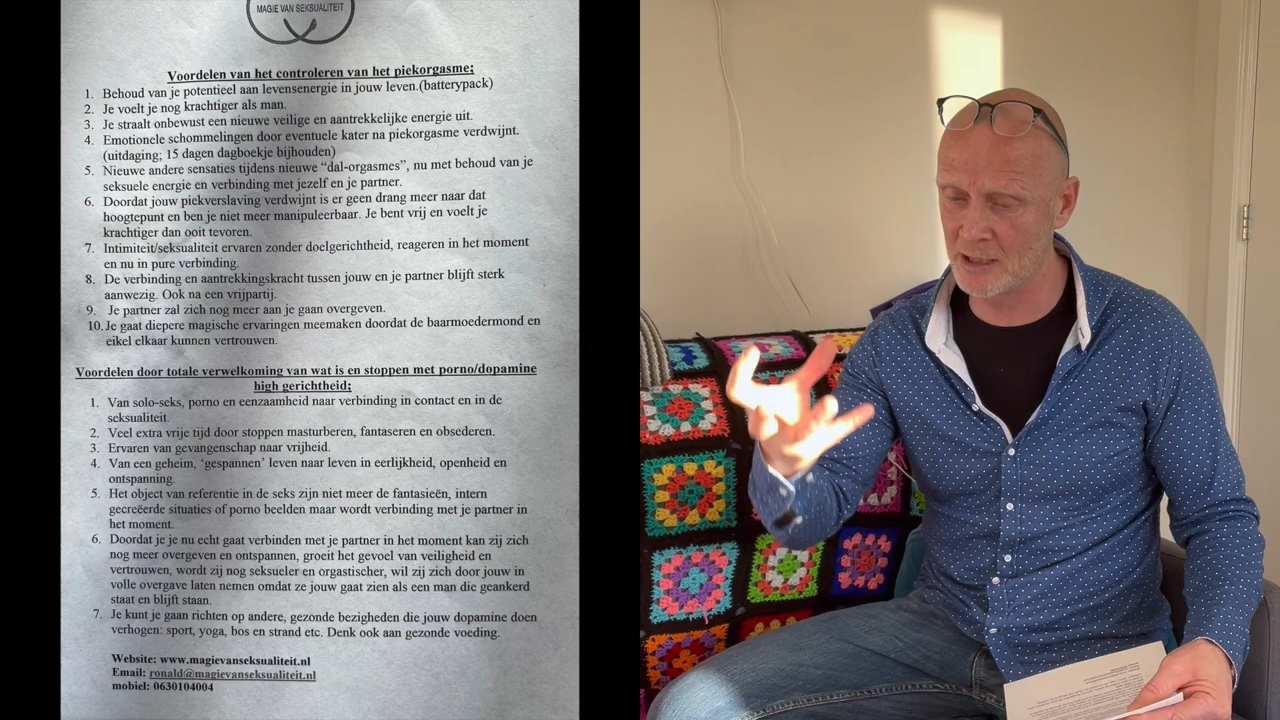 MAGIE VAN SEKSUALITEIT
Voordelen van het controleren van het piekorgasme;
1. Behoud van je potentieel aan levensenergie in jouw leven.(batterypack)
2. Je voelt je nog krachtiger als man.
3. Je straalt onbewust een nieuwe veilige en aantrekkelijke energie uit.
4. Emotionele schommelingen door eventuele kater na piekorgasme verdwijnt.
(uitdaging; 15 dagen dagboekje bijhouden)
5. Nieuwe andere sensaties tijdens nieuwe “dal-orgasmes”, nu met behoud van je
seksuele energie en verbinding met jezelf en je partner.
6. Doordat jouw piekverslaving verdwijnt is er geen drang meer naar dat
hoogtepunt en ben je niet meer manipuleerbaar. Je bent vrij en voelt je
krachtiger dan ooit tevoren.
7. Intimiteit/seksualiteit ervaren zonder doelgerichtheid, reageren in het moment
en nu in pure verbinding.
8. De verbinding en aantrekkingskracht tussen jouw en je partner blijft sterk
aanwezig. Ook na een vrijpartij.
9. Je partner zal zich nog meer aan je gaan overgeven.
10. Je gaat diepere magische ervaringen meemaken doordat de baarmoedermond en
eikel elkaar kunnen vertrouwen.
Voordelen door totale verwelkoming van wat is en stoppen met porno/dopamine
high gerichtheid;
1. Van solo-seks, porno en eenzaamheid naar verbinding in contact en in de
seksualiteit.
2. Veel extra vrije tijd door stoppen masturberen, fantaseren en obsederen.
3. Ervaren van gevangenschap naar vrijheid.
4. Van een geheim, ‘gespannen’ leven naar leven in eerlijkheid, openheid en
ontspanning.
5. Het object van referentie in de seks zijn niet meer de fantasieën, intern
gecreëerde situaties of porno beelden maar wordt verbinding met je partner in
het moment.
6. Doordat je je nu echt gaat verbinden met je partner in het moment kan zij zich
nog meer overgeven en ontspannen, groeit het gevoel van veiligheid en
vertrouwen, wordt zij nog seksueler en orgastischer, wil zij zich door jouw in
volle overgave laten nemen omdat ze jouw gaat zien als een man die geankerd
staat en blijft staan.
7. Je kunt je gaan richten op andere, gezonde bezigheden die jouw dopamine doen
verhogen: sport, yoga, bos en strand etc. Denk ook aan gezonde voeding.
Website: www.magievanseksualiteit.nl
Email: ronald@magievanseksualiteit.nl
mobiel: 0630104004